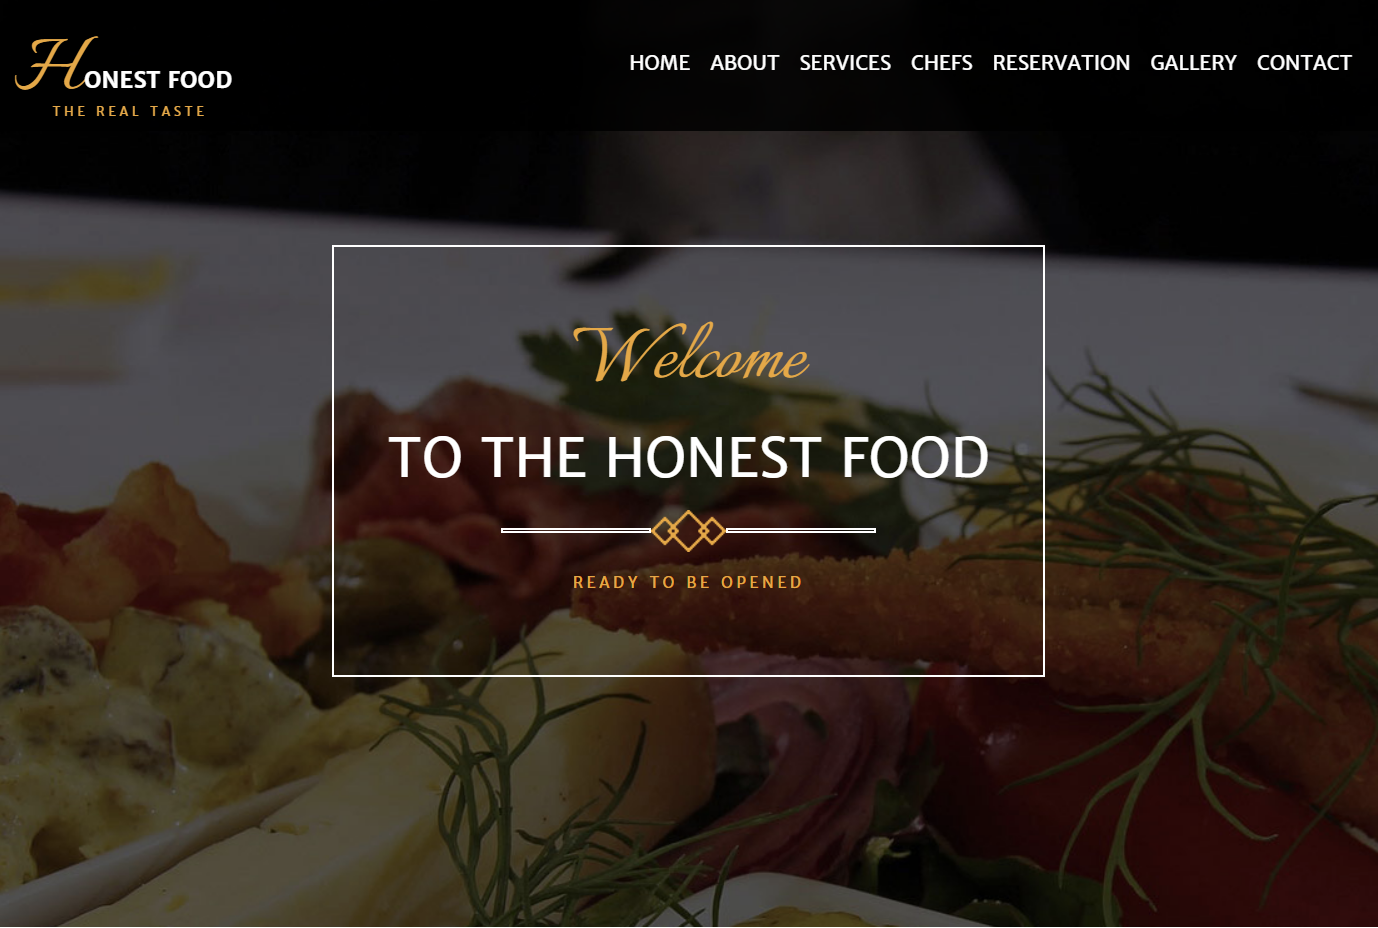 HONEST FOOD
THE REAL TASTE
HOME ABOUT SERVICES CHEFS RESERVATION GALLERY CONTACT
Welcome
TO THE HONEST FOOD
READY TO BE OPENED